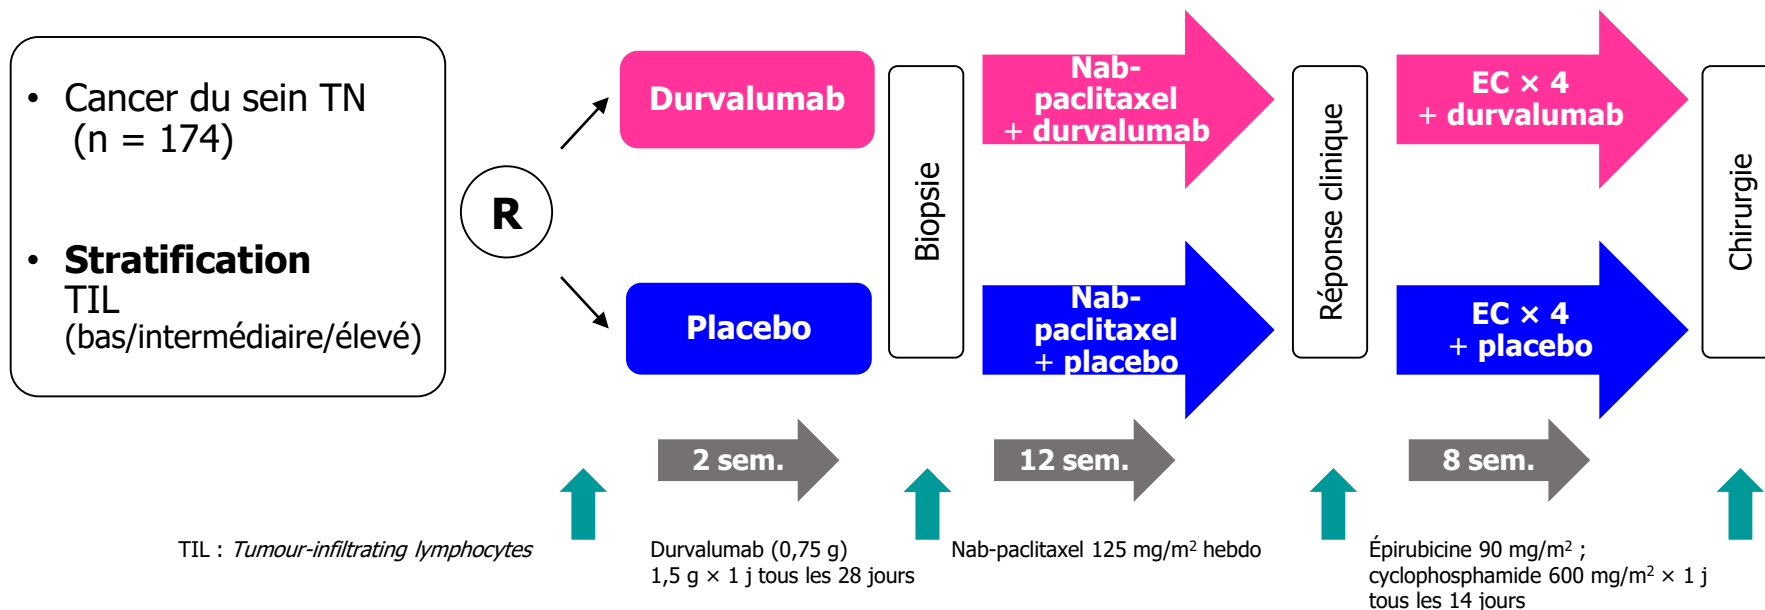 • Cancer du sein TN
(n = 174)
• Stratification
TIL
(bas/intermédiaire/élevé)
R
Durvalumab
Placebo
Biopsie
Nab-
paclitaxel
+ durvalumab
Nab-
paclitaxel
+ placebo
Réponse clinique
EC × 4
+ durvalumab
EC × 4
+ placebo
Chirurgie
2 sem.
12 sem.
8 sem.
TIL : Tumour-infiltrating lymphocytes
Durvalumab (0,75 g)
1,5 g × 1 j tous les 28 jours
Nab-paclitaxel 125 mg/m² hebdo
Épirubicine 90 mg/m² ;
cyclophosphamide 600 mg/m² × 1 j
tous les 14 jours